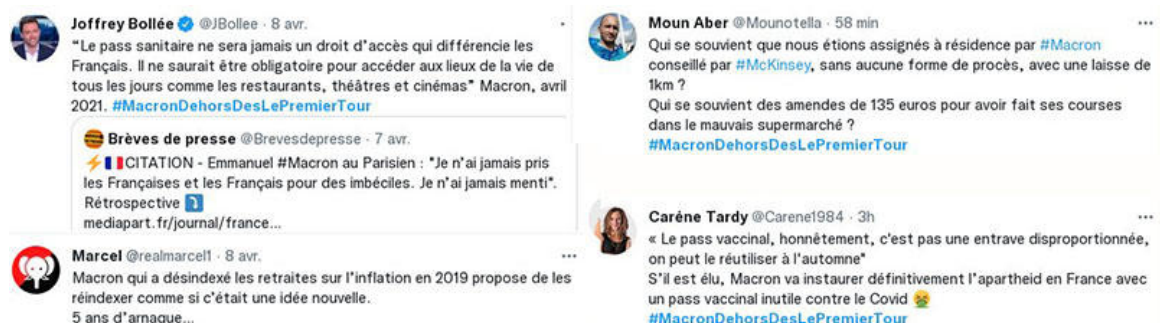 Joffrey Bollée @JBollee · 8 avr.
“Le pass sanitaire ne sera jamais un droit d’accès qui différencie les
Français. Il ne saurait être obligatoire pour accéder aux lieux de la vie de
tous les jours comme les restaurants, théâtres et cinémas” Macron, avril
2021. #MacronDehorsDesLePremierTour
Brèves de presse @Brevesdepresse · 7 avr.
⚡🇫🇷CITATION - Emmanuel #Macron au Parisien : "Je n’ai jamais pris
les Françaises et les Français pour des imbéciles. Je n’ai jamais menti".
Rétrospective ⤵️
mediapart.fr/journal/france...
Marcel @realmarcel1 · 8 avr.
Macron qui a désindexé les retraites sur l’inflation en 2019 propose de les
réindexer comme si c’était une idée nouvelle.
5 ans d’arnaque...
Moun Aber @Mounotella · 58 min
Qui se souvient que nous étions assignés à résidence par #Macron
conseillé par #McKinsey, sans aucune forme de procès, avec une laisse de
1km ?
Qui se souvient des amendes de 135 euros pour avoir fait ses courses
dans le mauvais supermarché ?
#MacronDehorsDesLePremierTour
Caréne Tardy @Carene1984 · 3h
« Le pass vaccinal, honnêtement, c'est pas une entrave disproportionnée,
on peut le réutiliser à l'automne"
S’il est élu, Macron va instaurer définitivement l’apartheid en France avec
un pass vaccinal inutile contre le Covid 🤮
#MacronDehorsDesLePremierTour